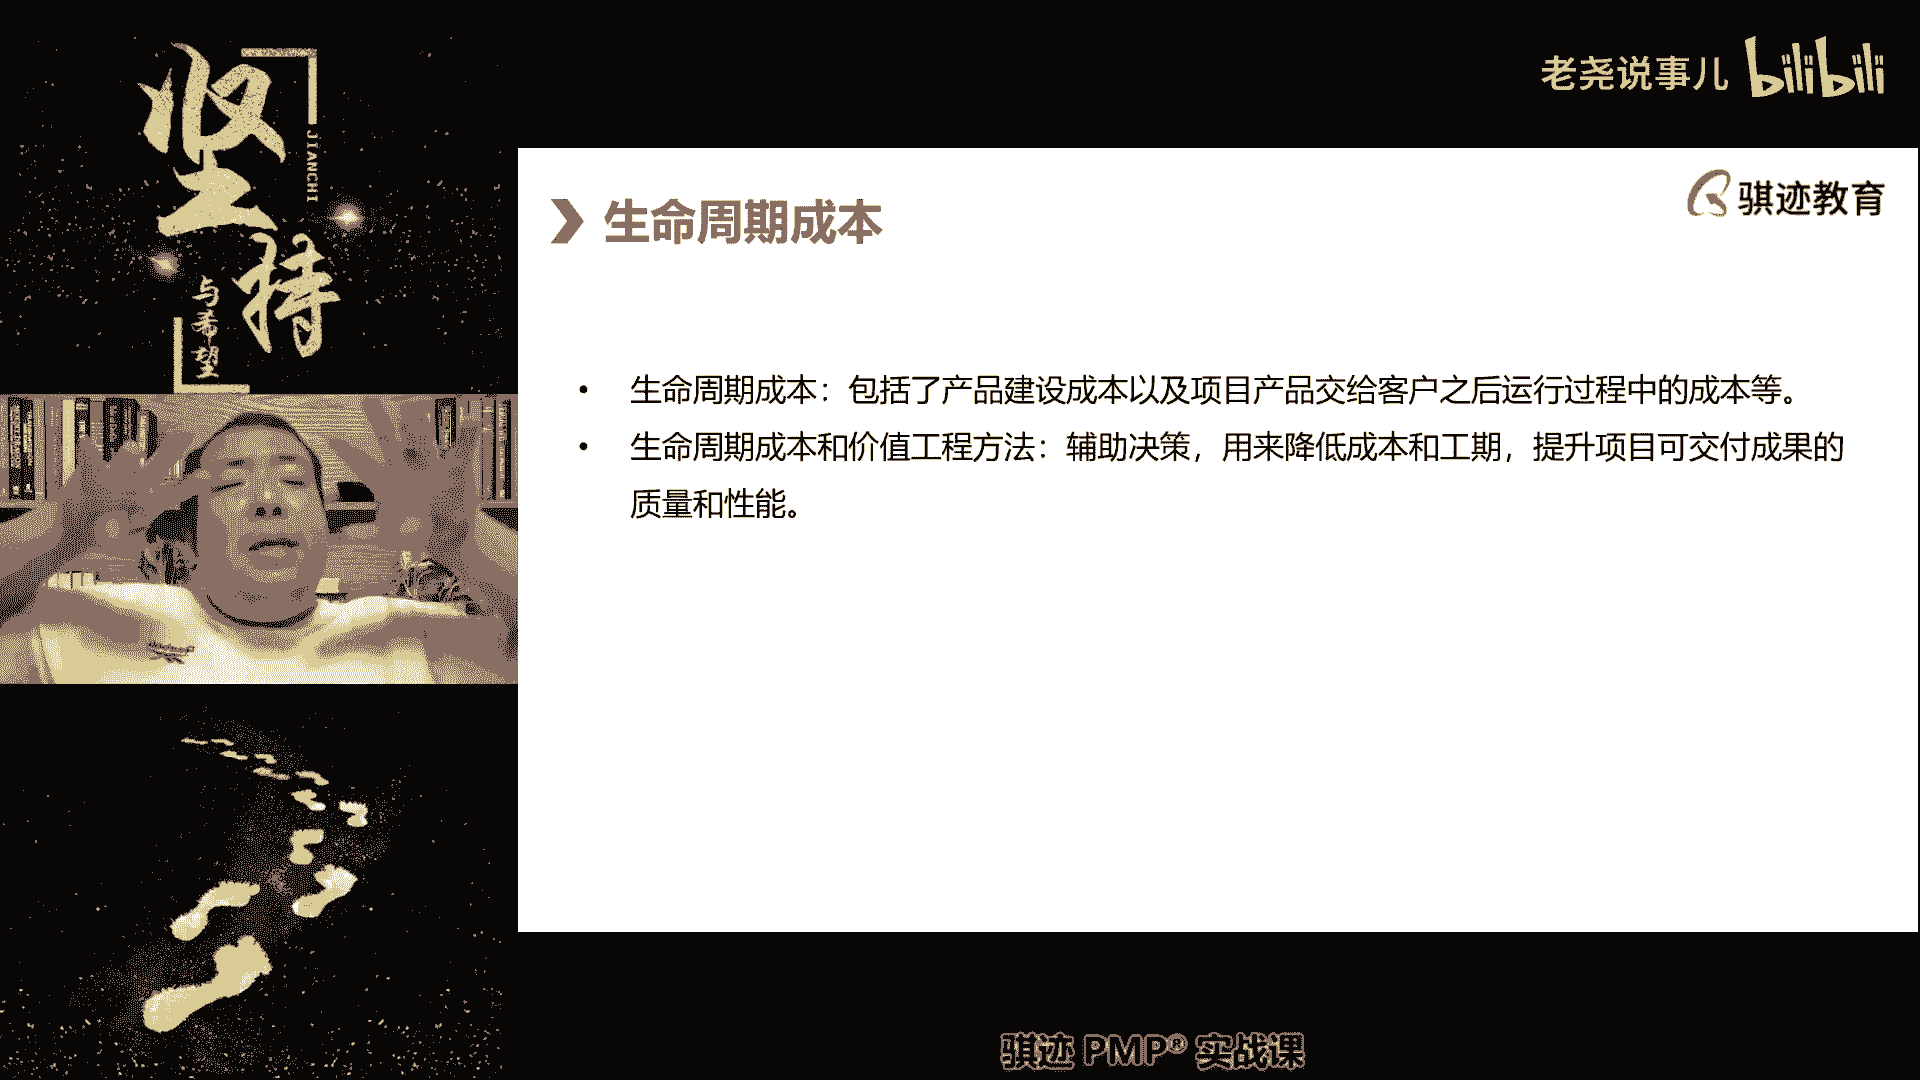 坚持
JIANCHI
与希望
老尧说事儿 bilibili
骐迹教育
生命周期成本
• 生命周期成本：包括了产品建设成本以及项目产品交给客户之后运行过程中的成本等。
• 生命周期成本和价值工程方法：辅助决策，用来降低成本和工期，提升项目可交付成果的
质量和性能。
骐迹 PMP® 实战课